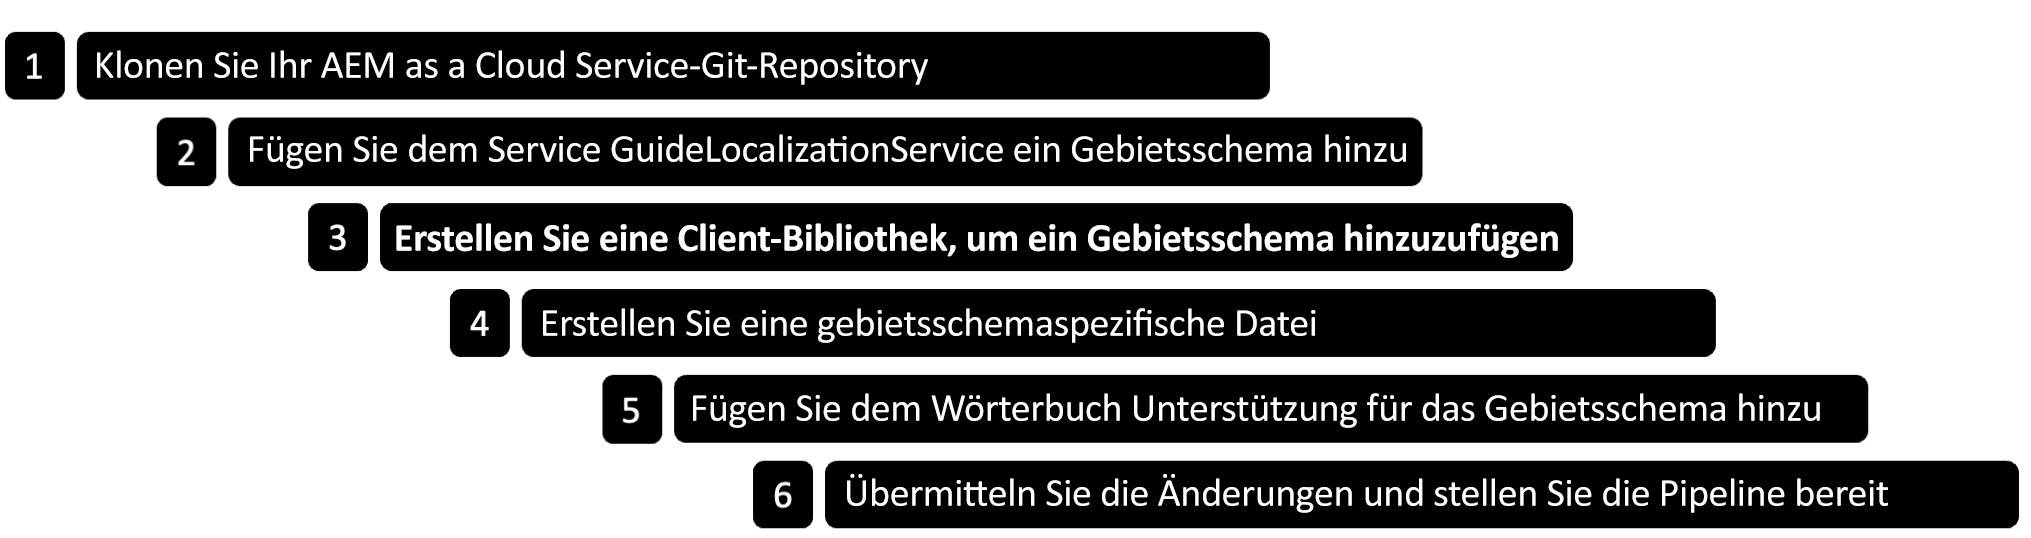 1 Klonen Sie Ihr AEM as a Cloud Service-Git-Repository
2 Fügen Sie dem Service GuideLocalizationService ein Gebietsschema hinzu
3 Erstellen Sie eine Client-Bibliothek, um ein Gebietsschema hinzuzufügen
4 Erstellen Sie eine gebietsschemaspezifische Datei
5 Fügen Sie dem Wörterbuch Unterstützung für das Gebietsschema hinzu
6 Übermitteln Sie die Änderungen und stellen Sie die Pipeline bereit